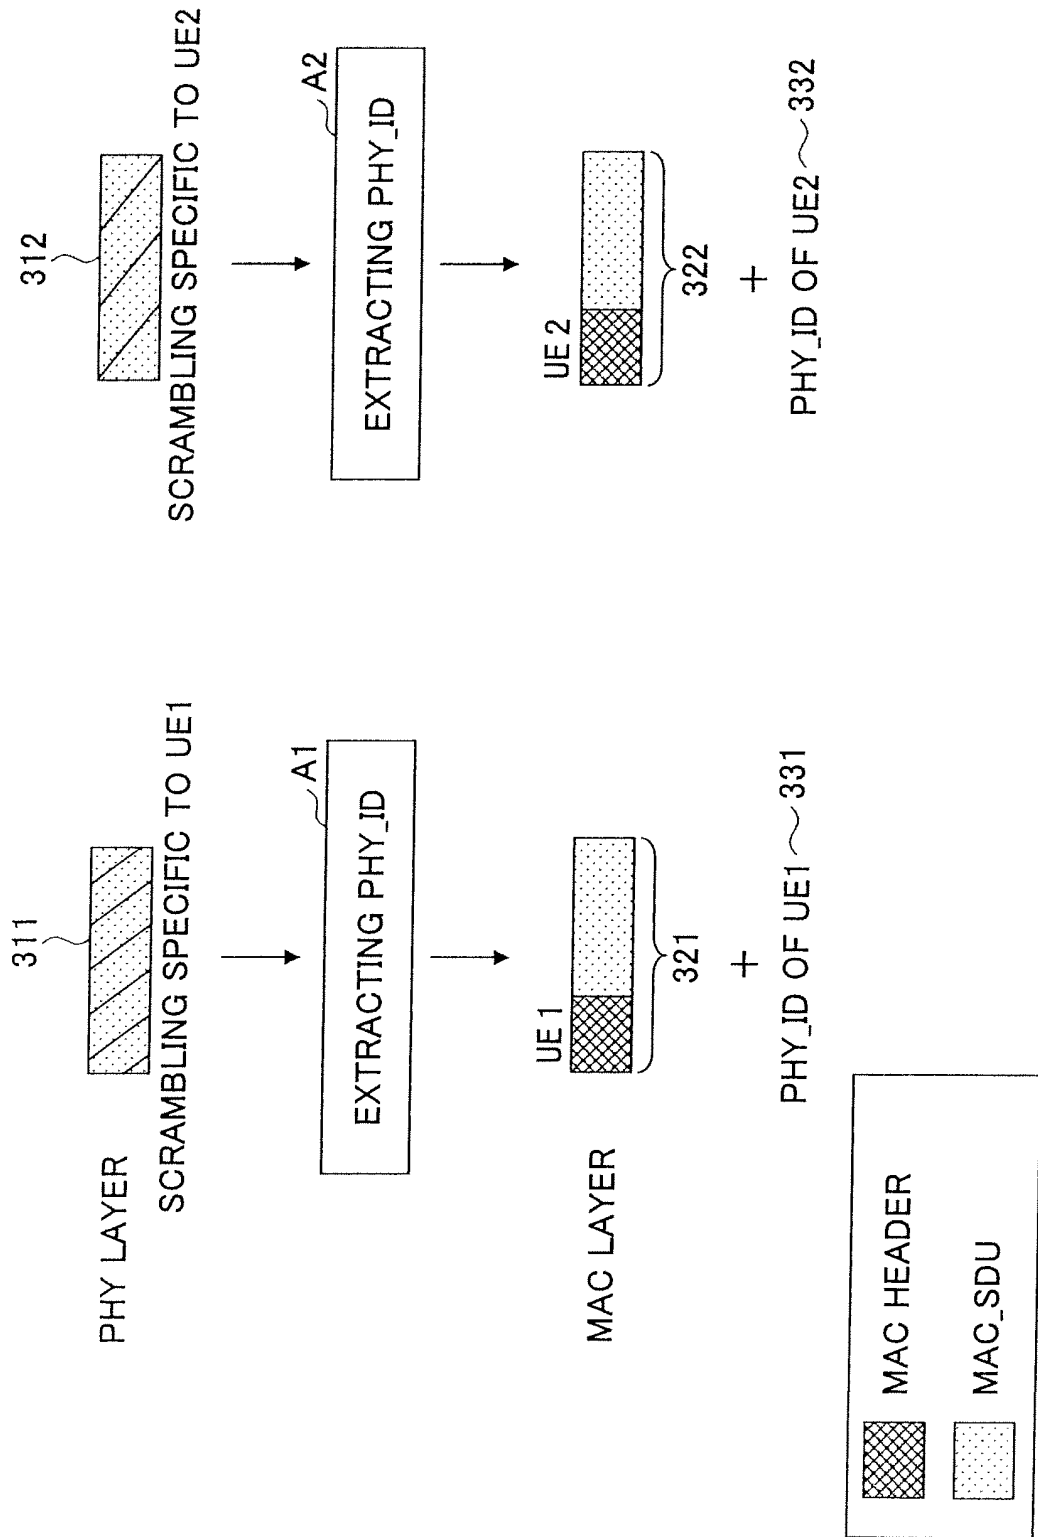 311
312
PHY LAYER
SCRAMBLING SPECIFIC TO UE1
SCRAMBLING SPECIFIC TO UE2
A1
A2
EXTRACTING PHY_ID
EXTRACTING PHY_ID
UE 1
UE 2
MAC LAYER
321
322
+
+
PHY_ID OF UE1 331
PHY_ID OF UE2 332
MAC HEADER
MAC_SDU